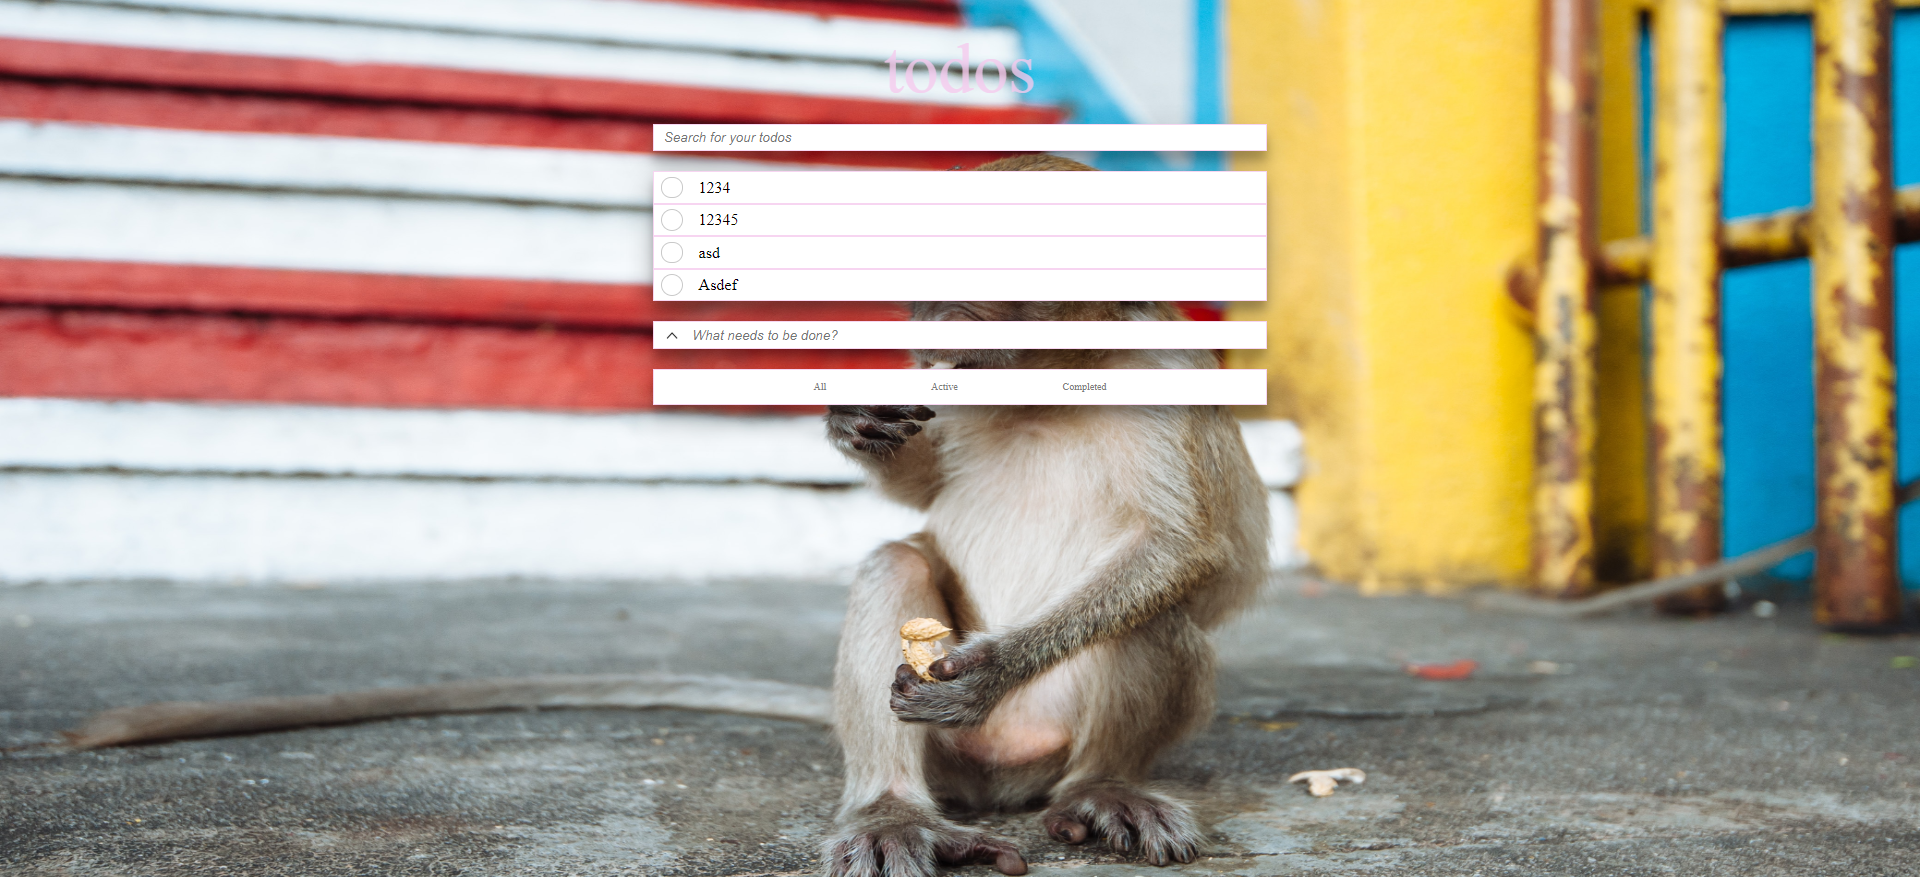 todos
Search for your todos
1234
12345
asd
Asdef
What needs to be done?
All Active Completed